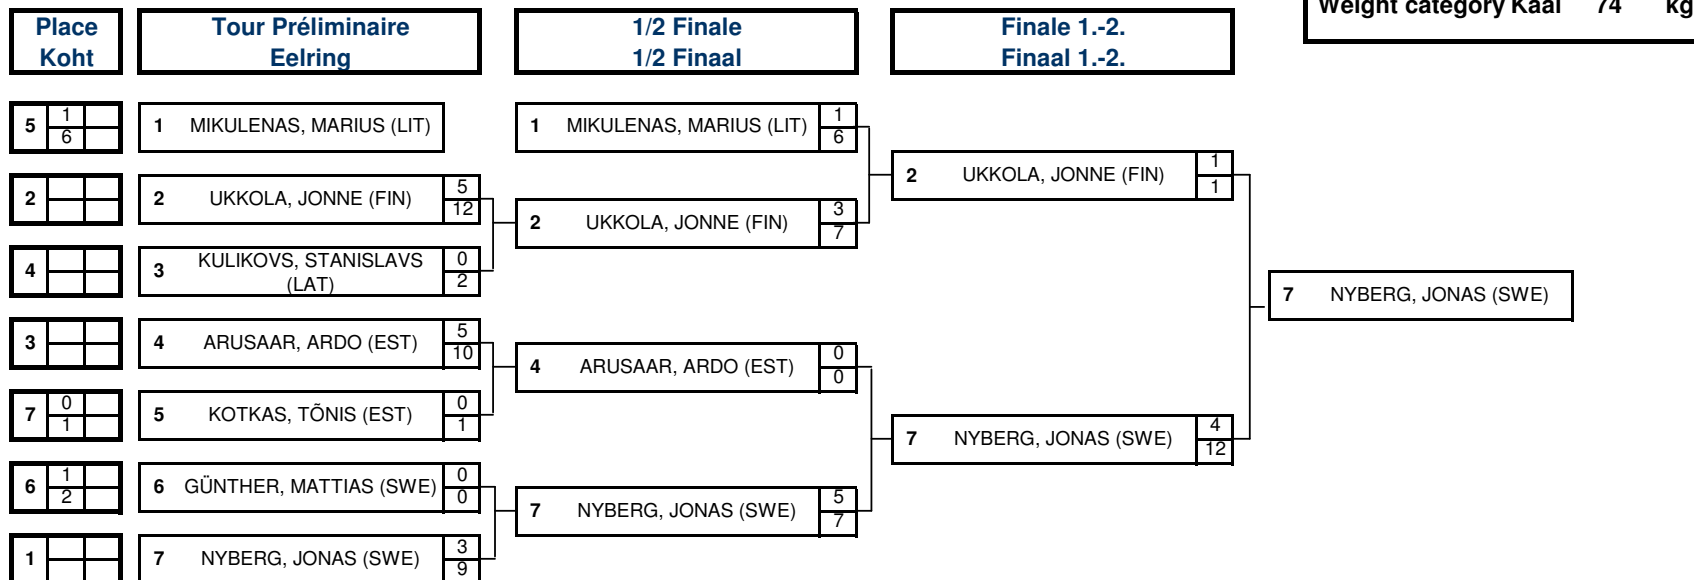 Weight category Kaal 74 kg
Place Tour Préliminaire 1/2 Finale Finale 1.-2.
Koht Eelring 1/2 Finaal Finaal 1.-2.
5 1 6 1 MIKULENAS, MARIUS (LIT)
1 MIKULENAS, MARIUS (LIT) 1 6
2 UKKOLA, JONNE (FIN) 1 1
2 2 UKKOLA, JONNE (FIN) 5 12
2 UKKOLA, JONNE (FIN) 3 7
4 3 KULIKOVS, STANISLAVS 0 2
(LAT)
7 NYBERG, JONAS (SWE)
3 4 ARUSAAR, ARDO (EST) 5 10
4 ARUSAAR, ARDO (EST) 0 0
7 0 1 5 KOTKAS, TÕNIS (EST) 0 1
7 NYBERG, JONAS (SWE) 4 12
6 1 2 6 GÜNTHER, MATTIAS (SWE) 0 0
7 NYBERG, JONAS (SWE) 5 7
1 7 NYBERG, JONAS (SWE) 3 9